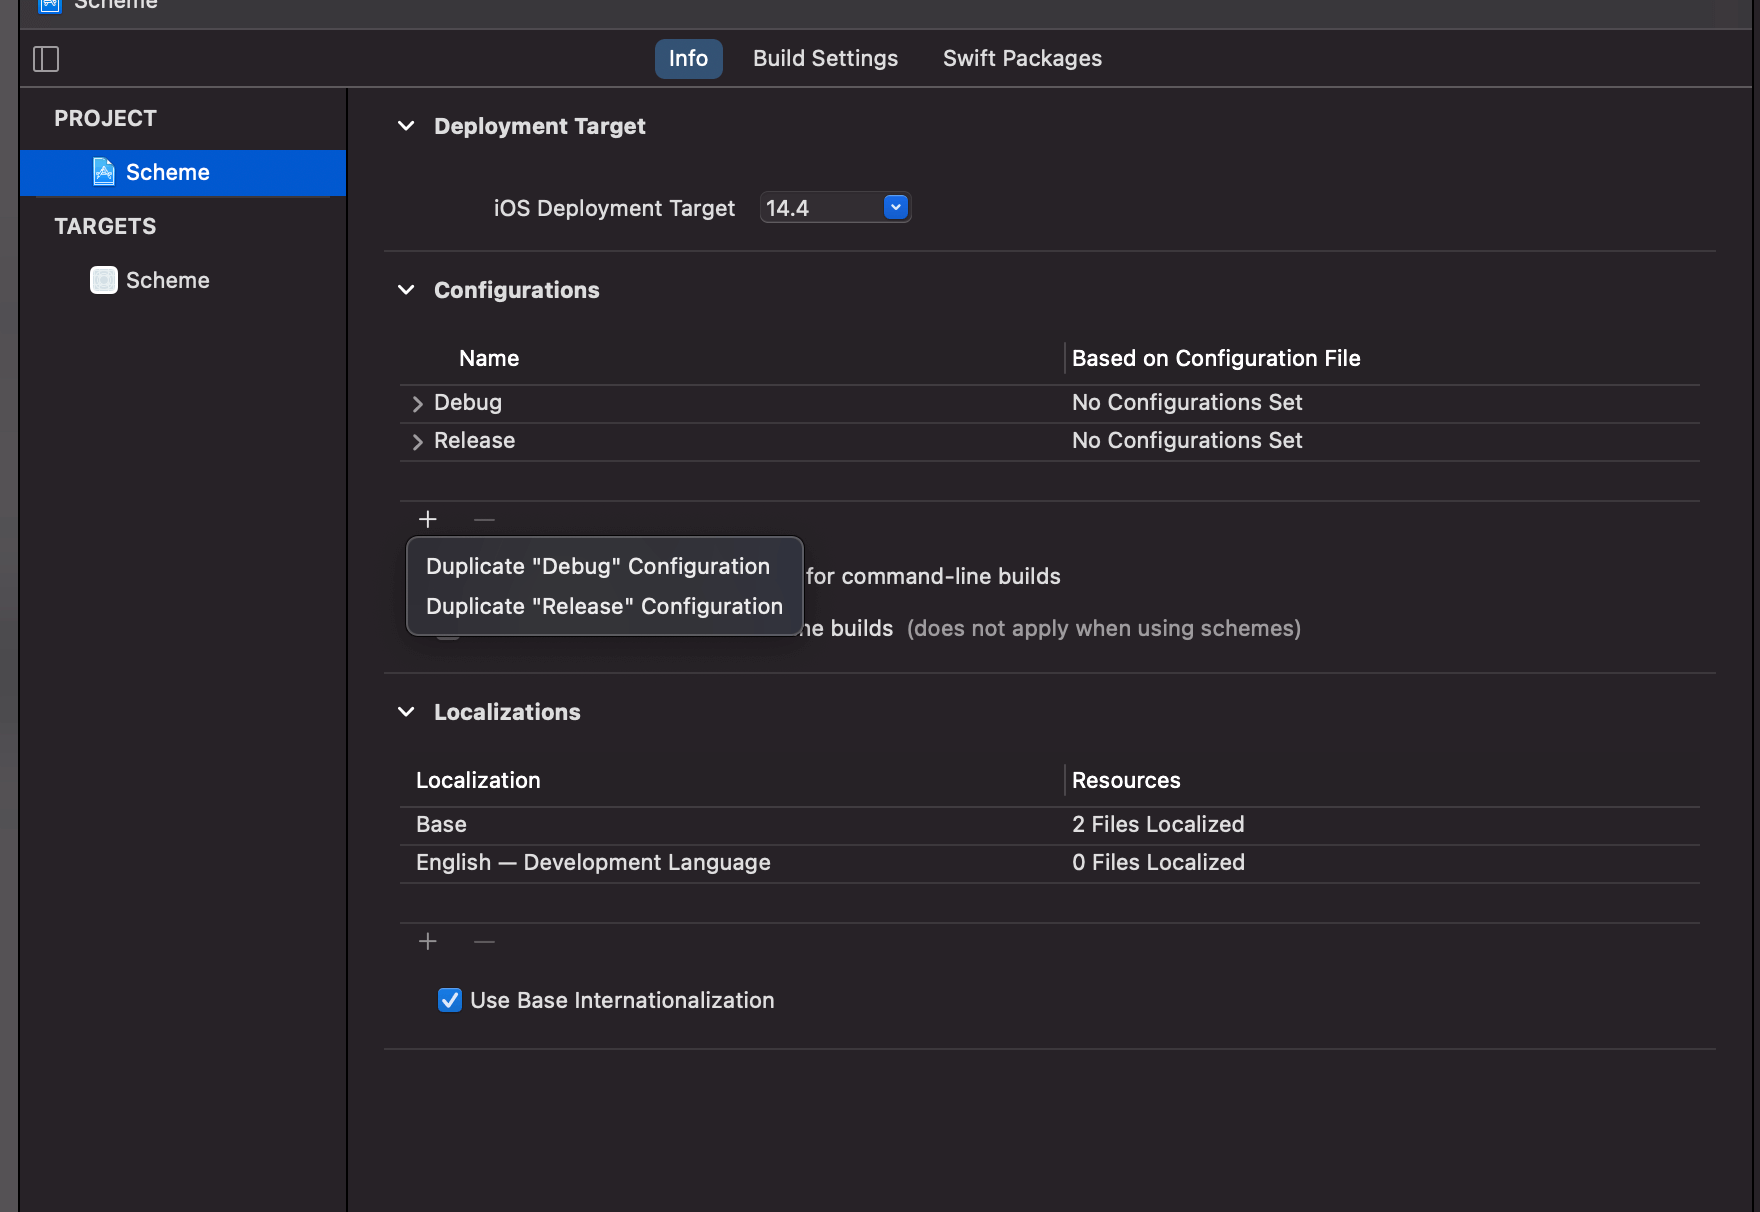 Scheme
Info Build Settings Swift Packages
PROJECT
Scheme
TARGETS
Scheme
Deployment Target
iOS Deployment Target 14.4
Configurations
Name Based on Configuration File
Debug No Configurations Set
Release No Configurations Set
Duplicate "Debug" Configuration
Duplicate "Release" Configuration
for command-line builds
builds (does not apply when using schemes)
Localizations
Localization Resources
Base 2 Files Localized
English — Development Language 0 Files Localized
Use Base Internationalization